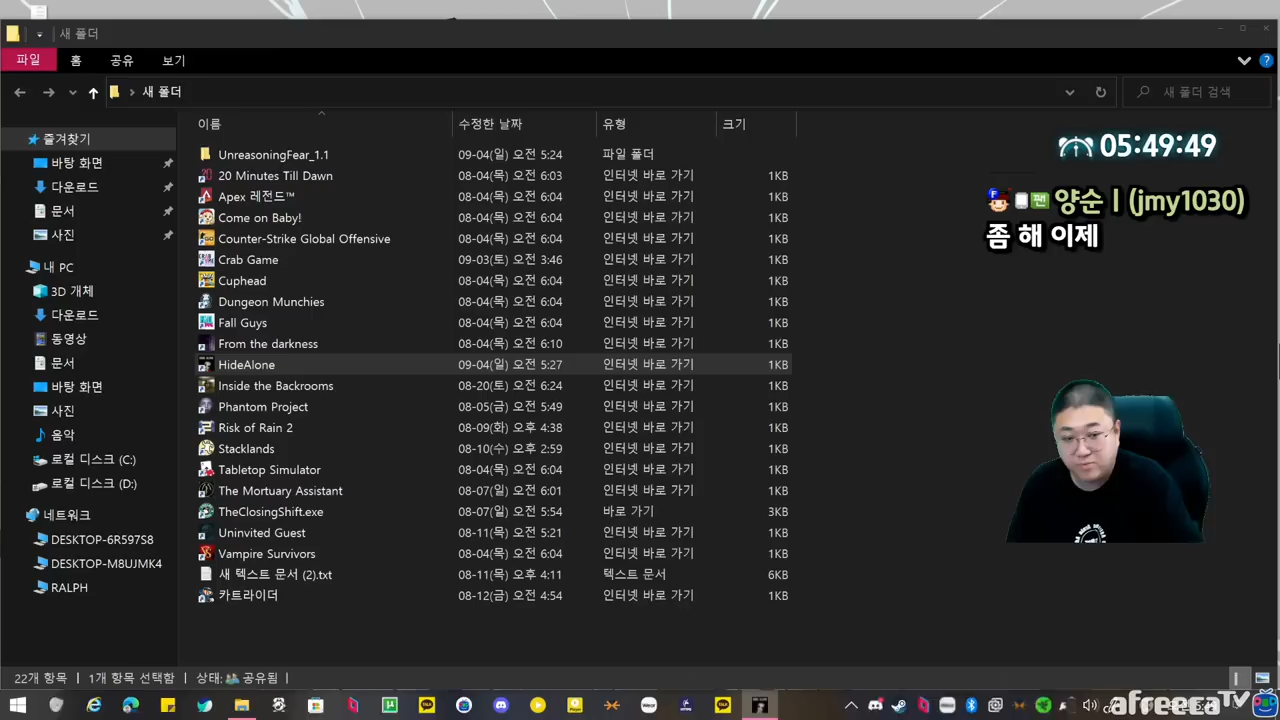 새 폴더
파일 홈 공유 보기
새 폴더 새 폴더 검색
이름 수정한 날짜 유형 크기
즐겨찾기
바탕 화면
다운로드
문서
사진
내 PC
3D 개체
다운로드
동영상
문서
바탕 화면
사진
음악
로컬 디스크 (C:)
로컬 디스크 (D:)
네트워크
DESKTOP-6R597S8
DESKTOP-M8UJMK4
RALPH
UnreasoningFear_1.1 09-04(일) 오전 5:24 파일 폴더
20 Minutes Till Dawn 08-04(목) 오전 6:03 인터넷 바로 가기 1KB
Apex 레전드™ 08-04(목) 오전 6:04 인터넷 바로 가기 1KB
Come on Baby! 08-04(목) 오전 6:04 인터넷 바로 가기 1KB
Counter-Strike Global Offensive 08-04(목) 오전 6:04 인터넷 바로 가기 1KB
Crab Game 09-03(토) 오전 3:46 인터넷 바로 가기 1KB
Cuphead 08-04(목) 오전 6:04 인터넷 바로 가기 1KB
Dungeon Munchies 08-04(목) 오전 6:04 인터넷 바로 가기 1KB
Fall Guys 08-04(목) 오전 6:04 인터넷 바로 가기 1KB
From the darkness 08-04(목) 오전 6:10 인터넷 바로 가기 1KB
HideAlone 09-04(일) 오전 5:27 인터넷 바로 가기 1KB
Inside the Backrooms 08-20(토) 오전 6:24 인터넷 바로 가기 1KB
Phantom Project 08-05(금) 오전 5:49 인터넷 바로 가기 1KB
Risk of Rain 2 08-09(화) 오후 4:38 인터넷 바로 가기 1KB
Stacklands 08-10(수) 오후 2:59 인터넷 바로 가기 1KB
Tabletop Simulator 08-04(목) 오전 6:04 인터넷 바로 가기 1KB
The Mortuary Assistant 08-07(일) 오전 6:01 인터넷 바로 가기 1KB
TheClosingShift.exe 08-07(일) 오전 5:54 바로 가기 3KB
Uninvited Guest 08-11(목) 오전 5:21 인터넷 바로 가기 1KB
Vampire Survivors 08-04(목) 오전 6:04 인터넷 바로 가기 1KB
새 텍스트 문서 (2).txt 08-11(목) 오후 4:11 텍스트 문서 6KB
카트라이더 08-12(금) 오전 4:54 인터넷 바로 가기 1KB
05:49:49
팬 양순ㅣ(jmy1030)
좀 해 이제
22개 항목 1개 항목 선택함 상태: 공유됨
afreecaTV